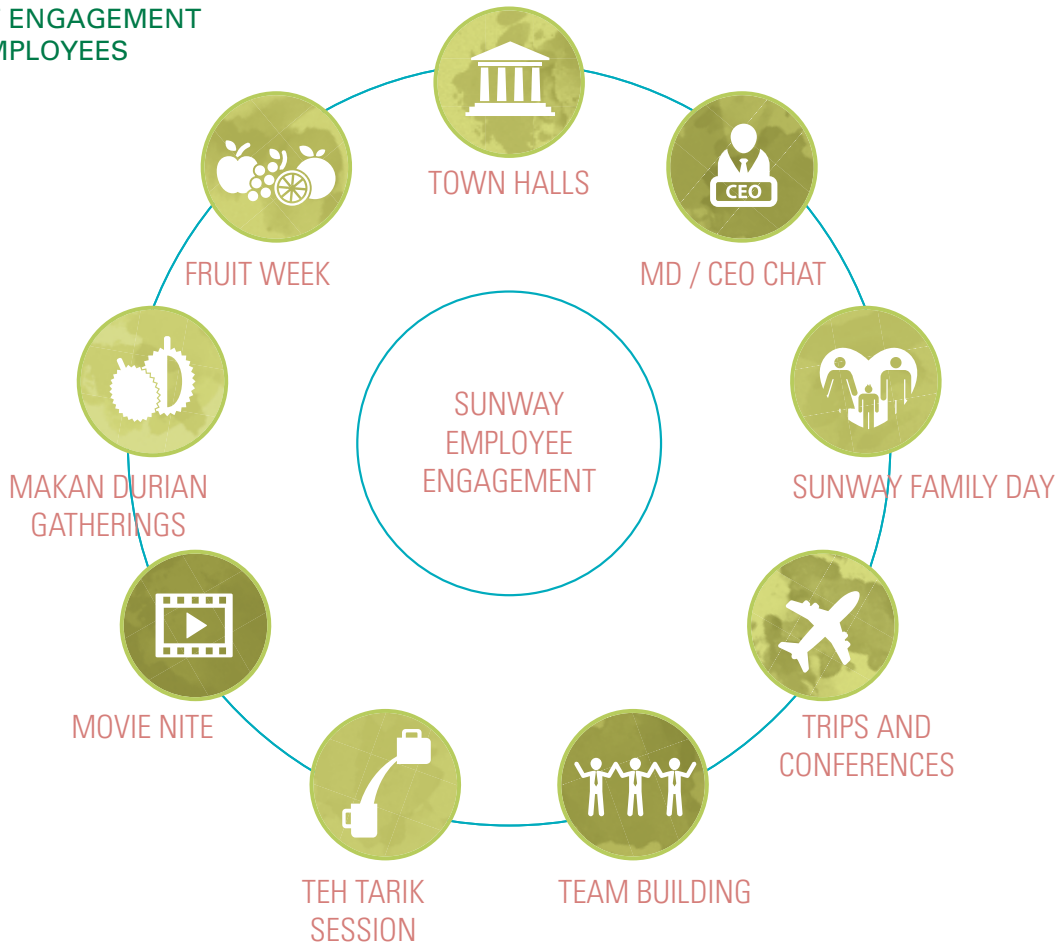 ENGAGEMENT
MPLOYEES
TOWN HALLS
CEO
MD / CEO CHAT
SUNWAY FAMILY DAY
TRIPS AND
CONFERENCES
TEAM BUILDING
TEH TARIK
SESSION
MOVIE NITE
MAKAN DURIAN
GATHERINGS
FRUIT WEEK
SUNWAY
EMPLOYEE
ENGAGEMENT